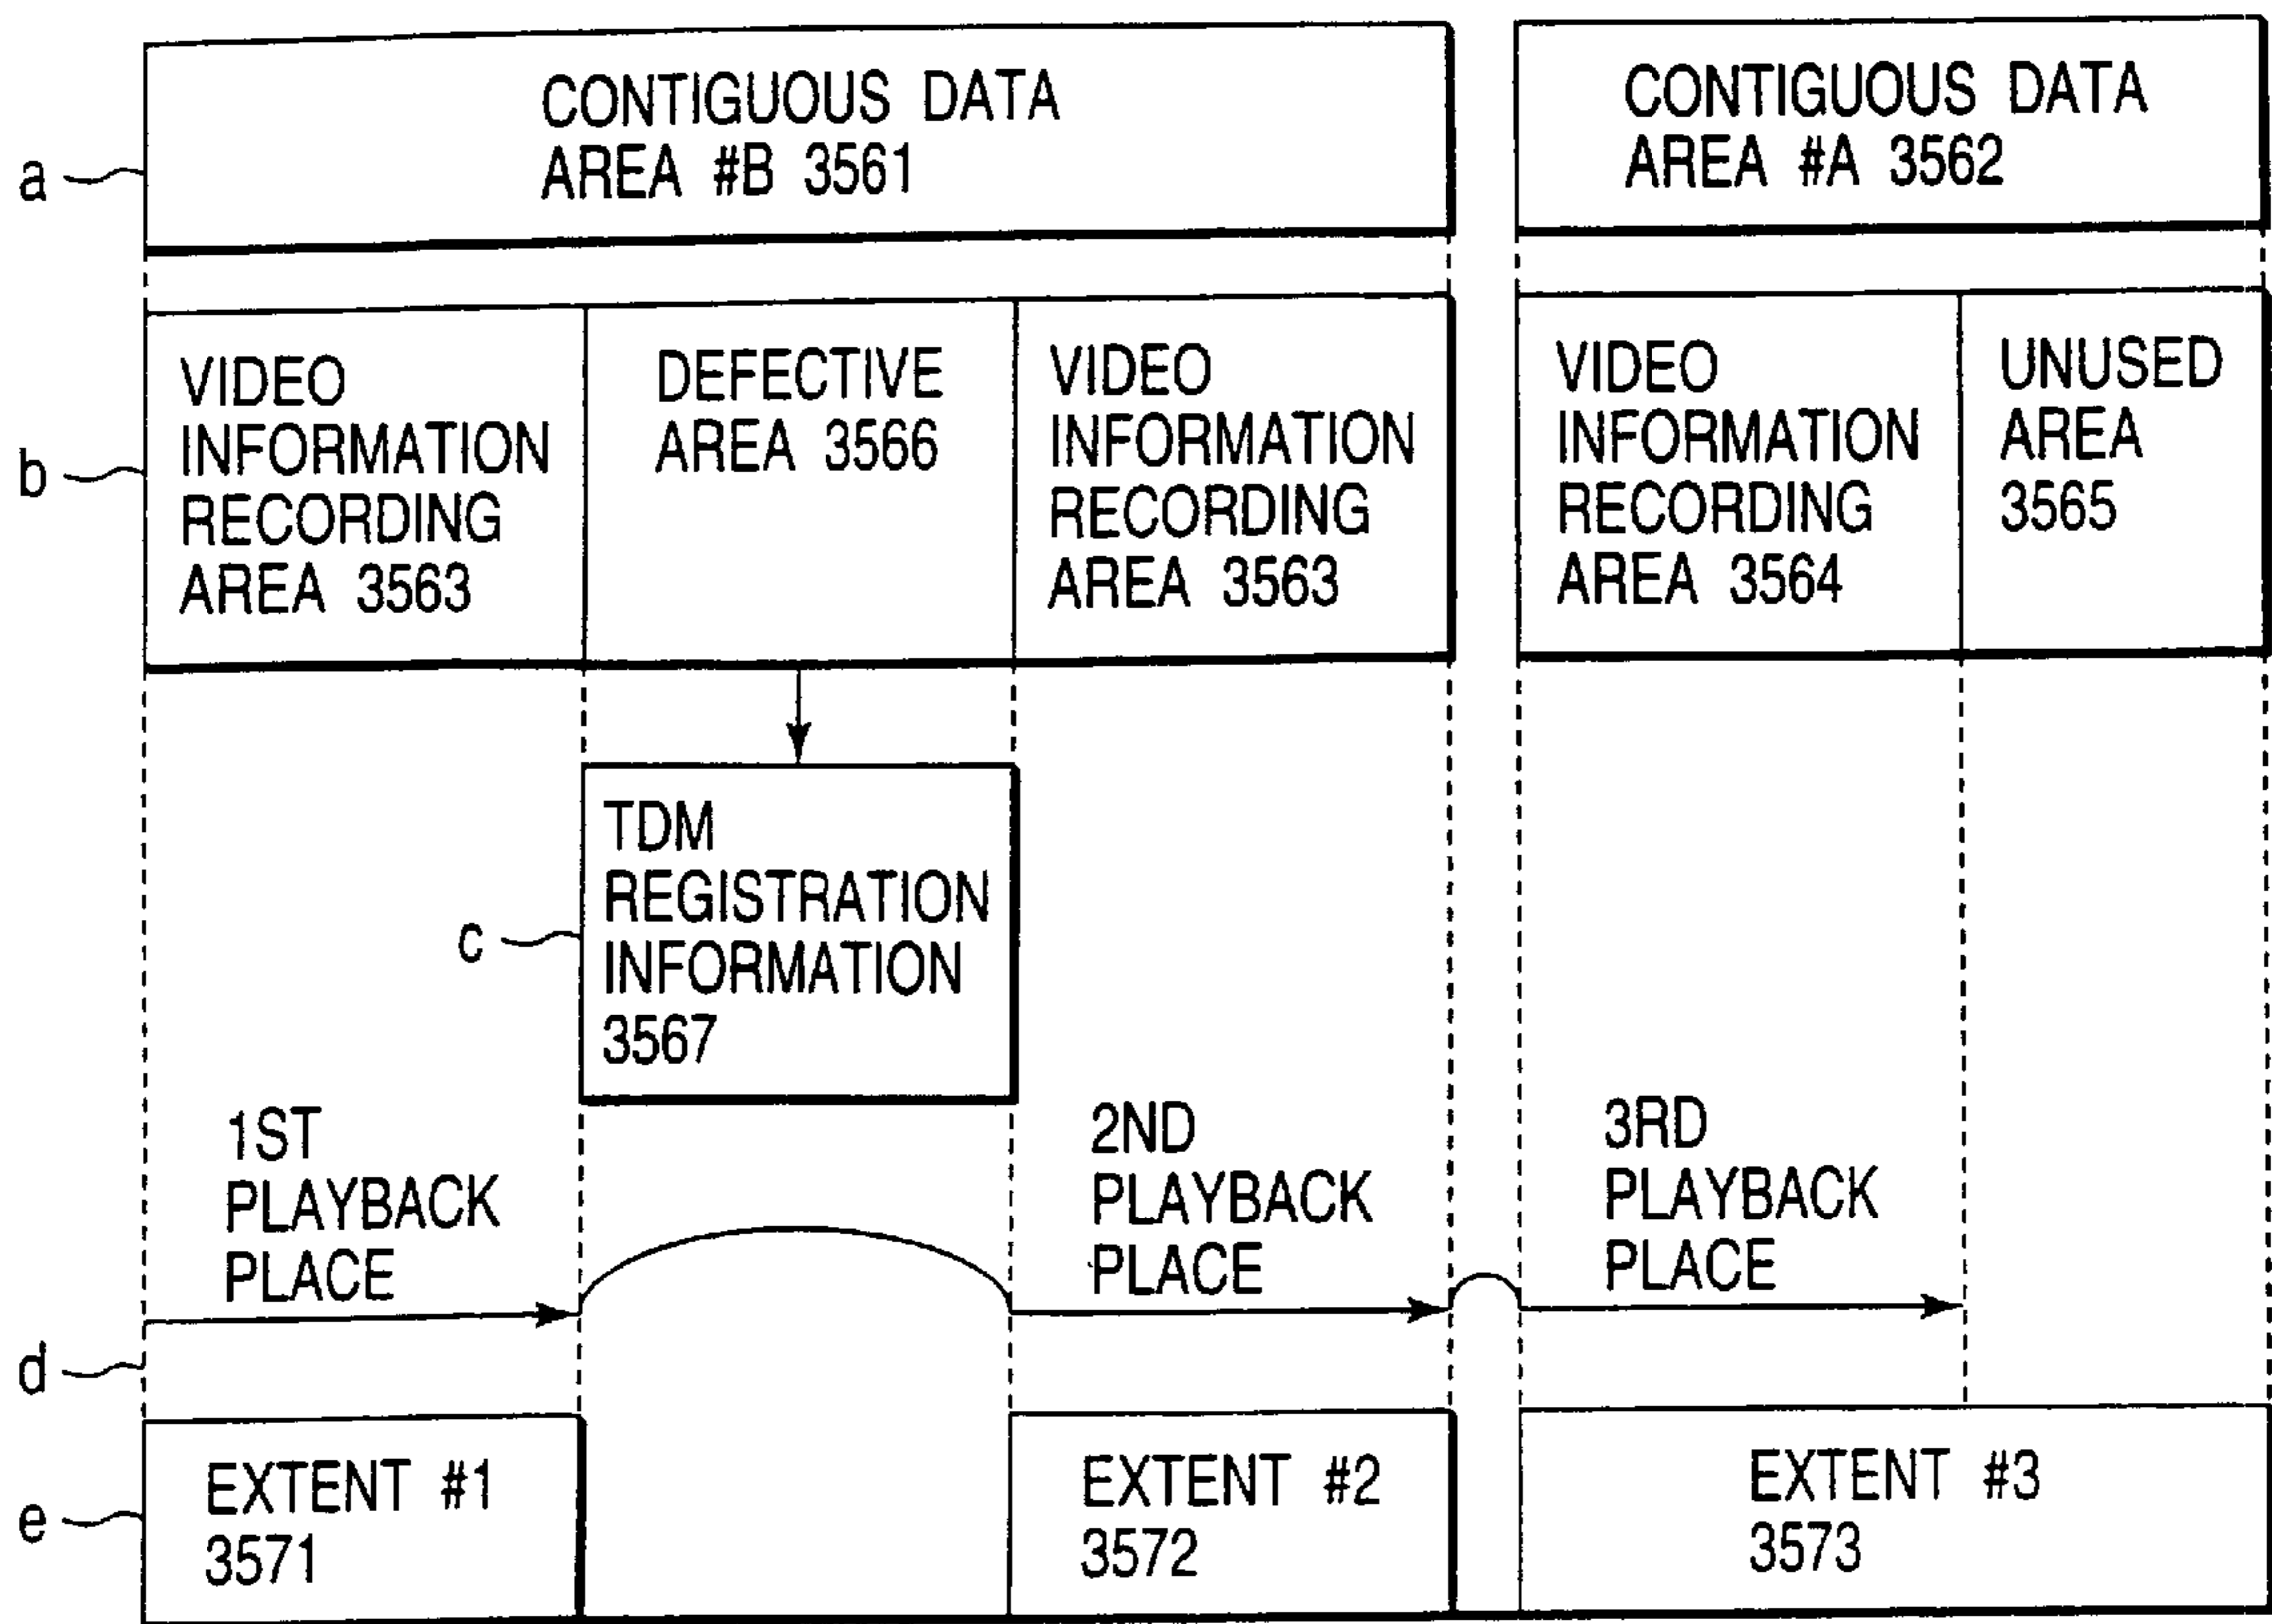 CONTIGUOUS DATA
AREA #B 3561
CONTIGUOUS DATA
AREA #A 3562
a
VIDEO
INFORMATION
RECORDING
AREA 3563
DEFECTIVE
AREA 3566
VIDEO
INFORMATION
RECORDING
AREA 3563
VIDEO
INFORMATION
RECORDING
AREA 3564
UNUSED
AREA
3565
b
TDM
REGISTRATION
INFORMATION
3567
c
1ST
PLAYBACK
PLACE
2ND
PLAYBACK
PLACE
3RD
PLAYBACK
PLACE
d
EXTENT #1
3571
EXTENT #2
3572
EXTENT #3
3573
e